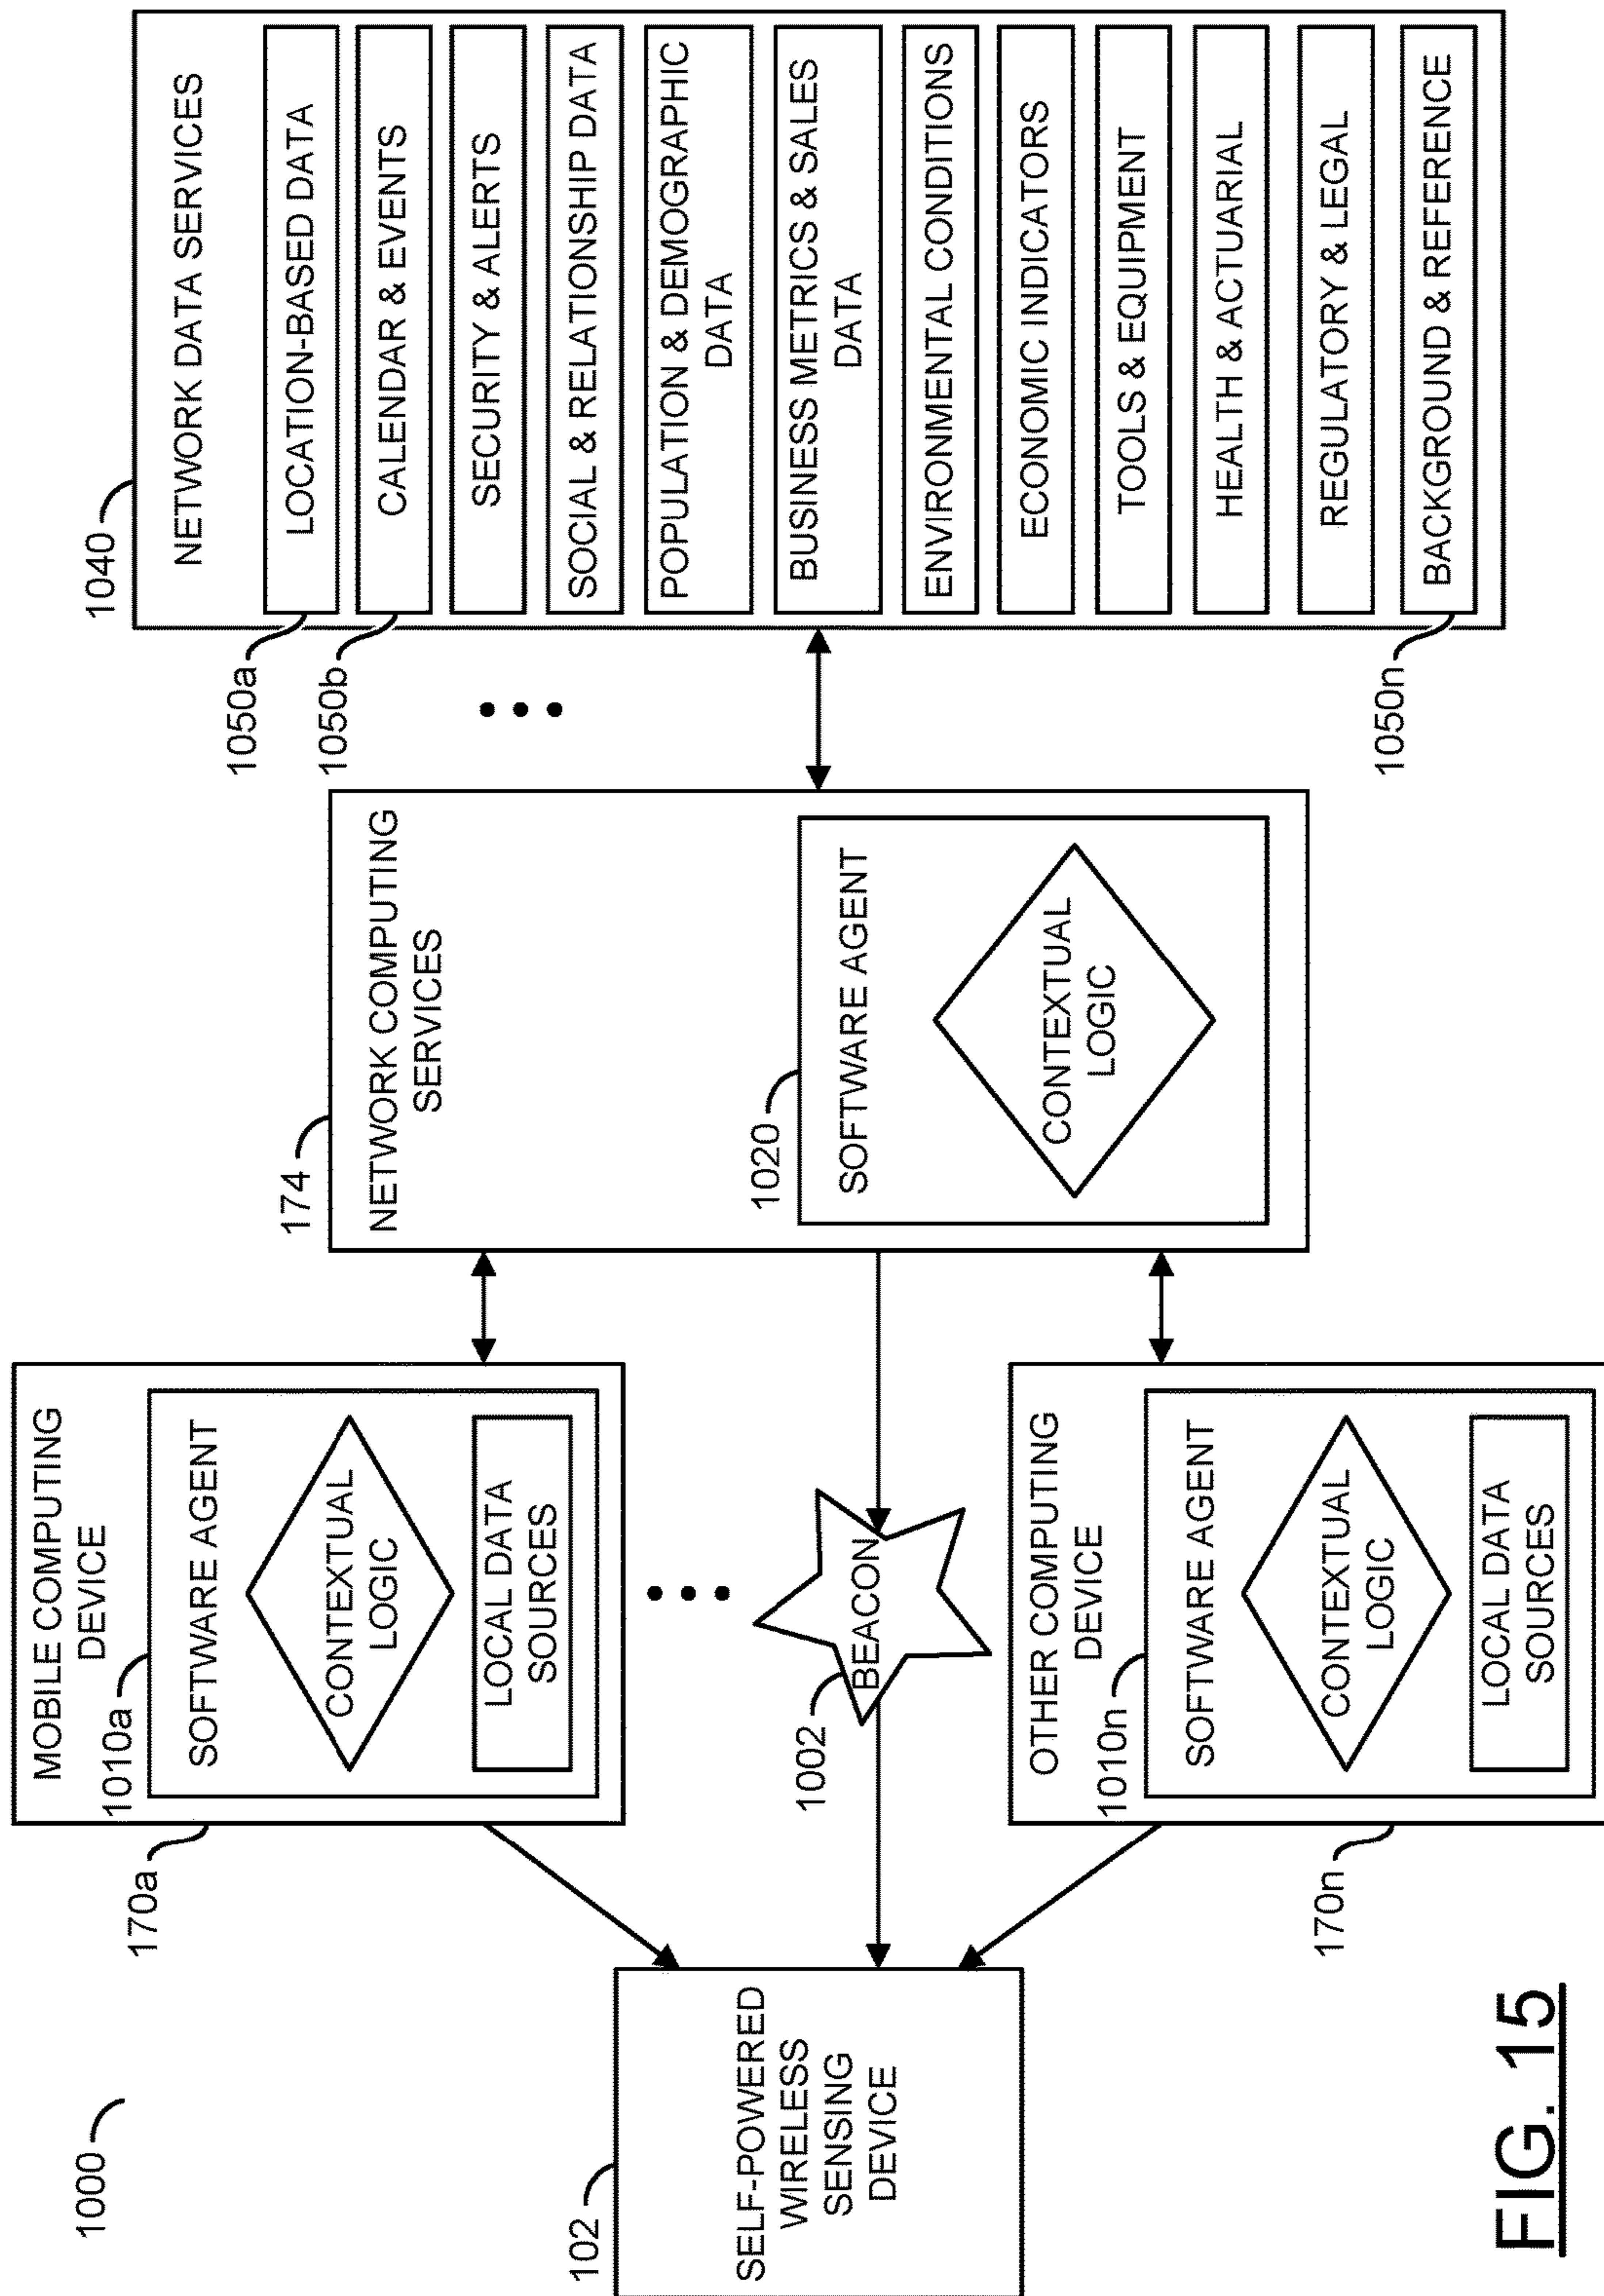 1000
102
SELF-POWERED
WIRELESS
SENSING
DEVICE
170a
MOBILE COMPUTING
DEVICE
1010a
SOFTWARE AGENT
CONTEXTUAL
LOGIC
LOCAL DATA
SOURCES
1002
BEACON
170n
OTHER COMPUTING
DEVICE
1010n
SOFTWARE AGENT
CONTEXTUAL
LOGIC
LOCAL DATA
SOURCES
174
NETWORK COMPUTING
SERVICES
1020
SOFTWARE AGENT
CONTEXTUAL
LOGIC
1040
NETWORK DATA SERVICES
1050a
LOCATION-BASED DATA
1050b
CALENDAR & EVENTS
SECURITY & ALERTS
SOCIAL & RELATIONSHIP DATA
POPULATION & DEMOGRAPHIC
DATA
BUSINESS METRICS & SALES
DATA
ENVIRONMENTAL CONDITIONS
ECONOMIC INDICATORS
TOOLS & EQUIPMENT
HEALTH & ACTUARIAL
REGULATORY & LEGAL
1050n
BACKGROUND & REFERENCE
FIG. 15